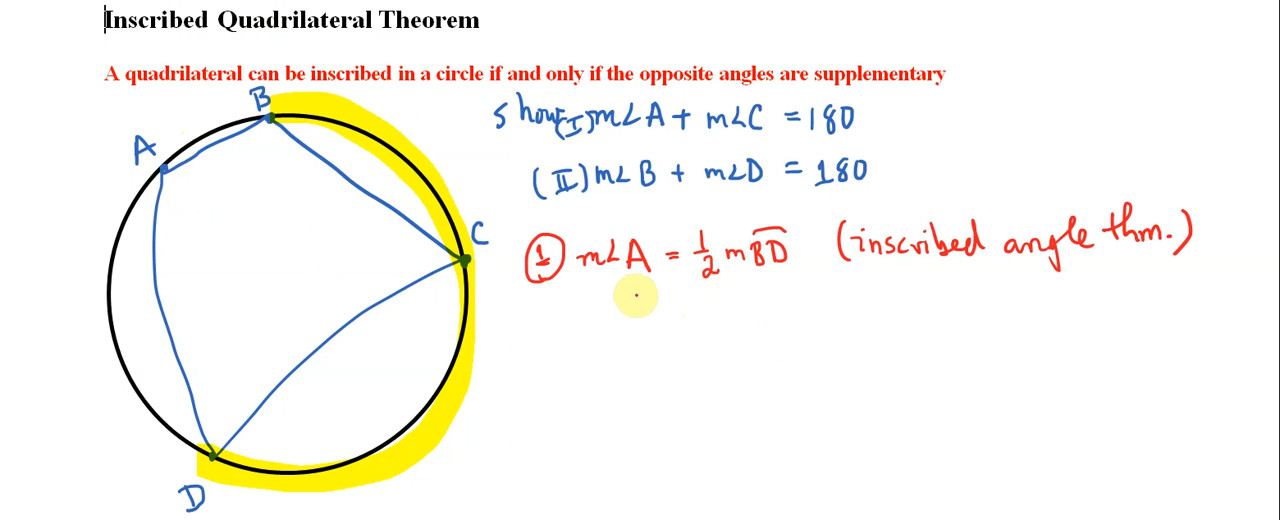 Inscribed Quadrilateral Theorem
A quadrilateral can be inscribed in a circle if and only if the opposite angles are supplementary
B
A
C
D
show (I) m∠A + m∠C = 180
(II) m∠B + m∠D = 180
① m∠A = 1/2 m BD⌒ (inscribed angle thm.)